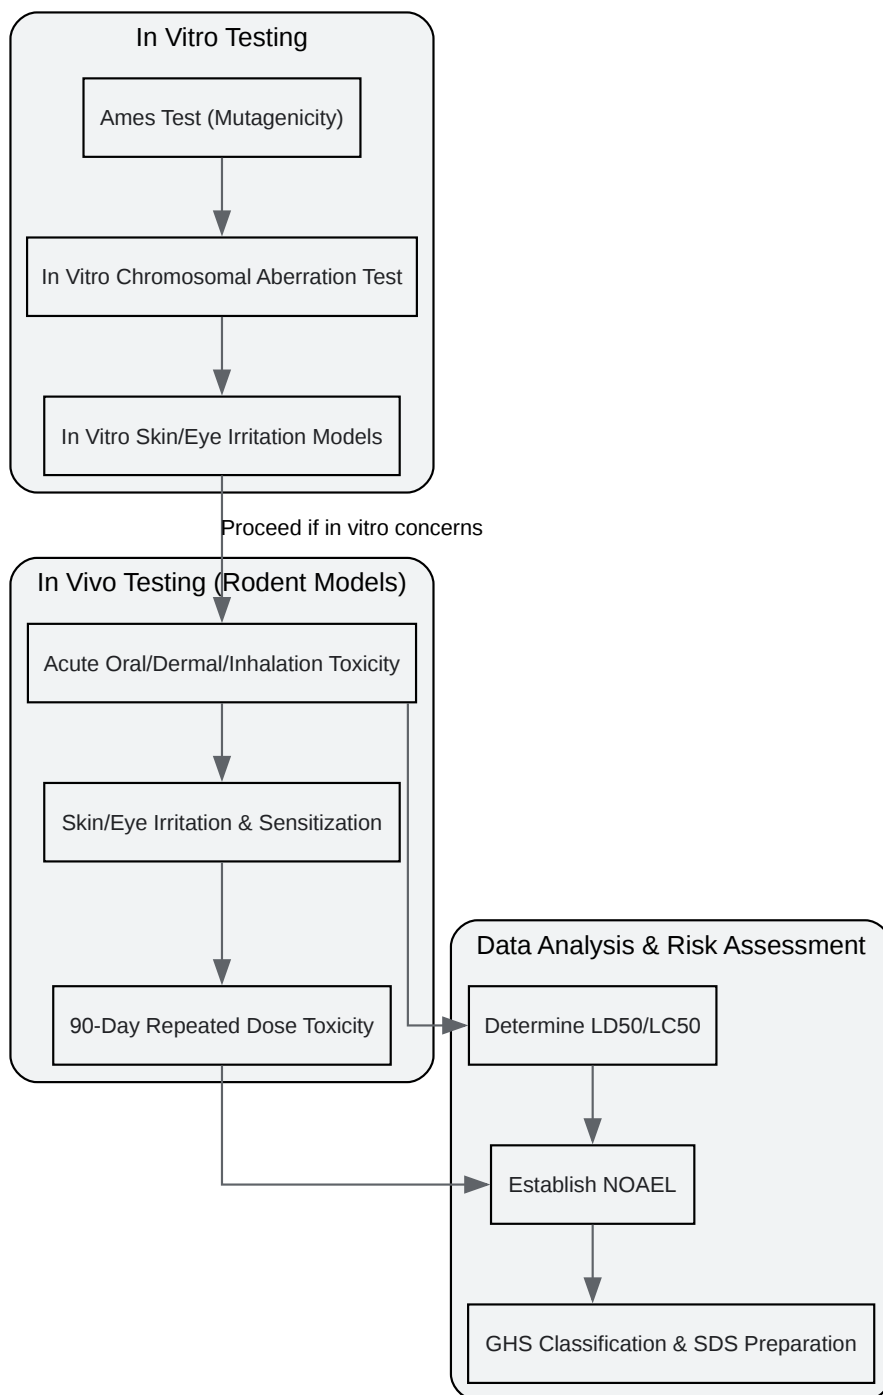 In Vitro Testing
Ames Test (Mutagenicity)
In Vitro Chromosomal Aberration Test
In Vitro Skin/Eye Irritation Models
Proceed if in vitro concerns
In Vivo Testing (Rodent Models)
Acute Oral/Dermal/Inhalation Toxicity
Skin/Eye Irritation & Sensitization
90-Day Repeated Dose Toxicity
Data Analysis & Risk Assessment
Determine LD50/LC50
Establish NOAEL
GHS Classification & SDS Preparation